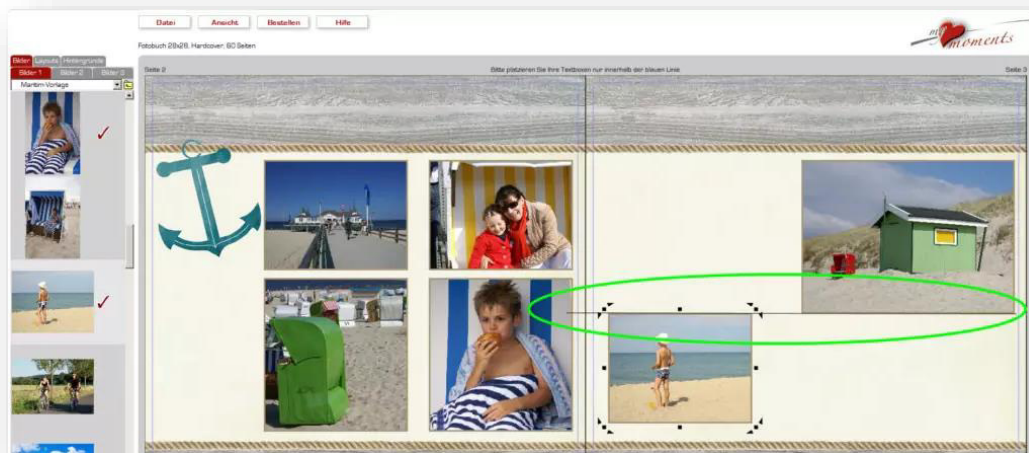 Datei Ansicht Bestellen Hilfe
my moments
Fotobuch 28x28, Hardcover, 60 Seiten
Bilder Layouts Hintergründe
Bilder 1 Bilder 2 Bilder 3
Maritim-Vorlage
Seite 2 Bitte platzieren Sie Ihre Textboxen nur innerhalb der blauen Linie Seite 3